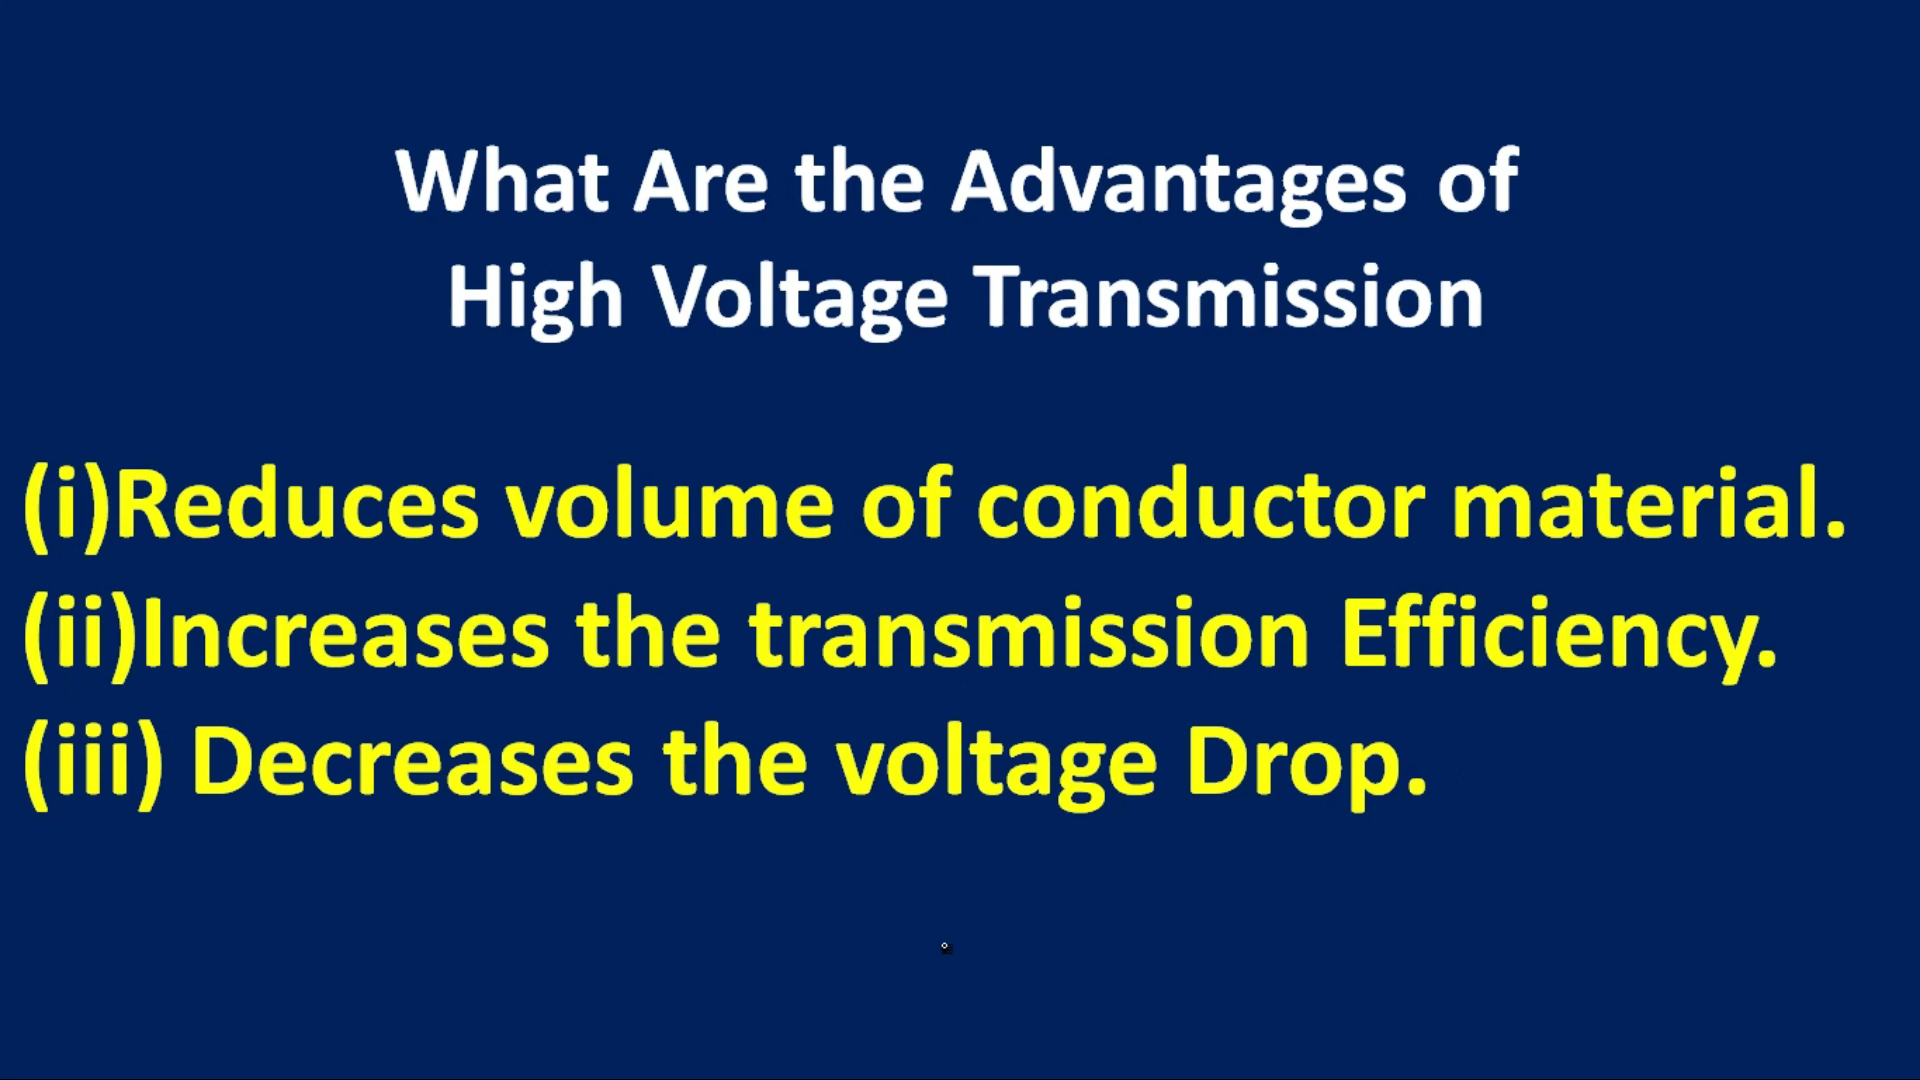 What Are the Advantages of
High Voltage Transmission
(i)Reduces volume of conductor material.
(ii)Increases the transmission Efficiency.
(iii) Decreases the voltage Drop.